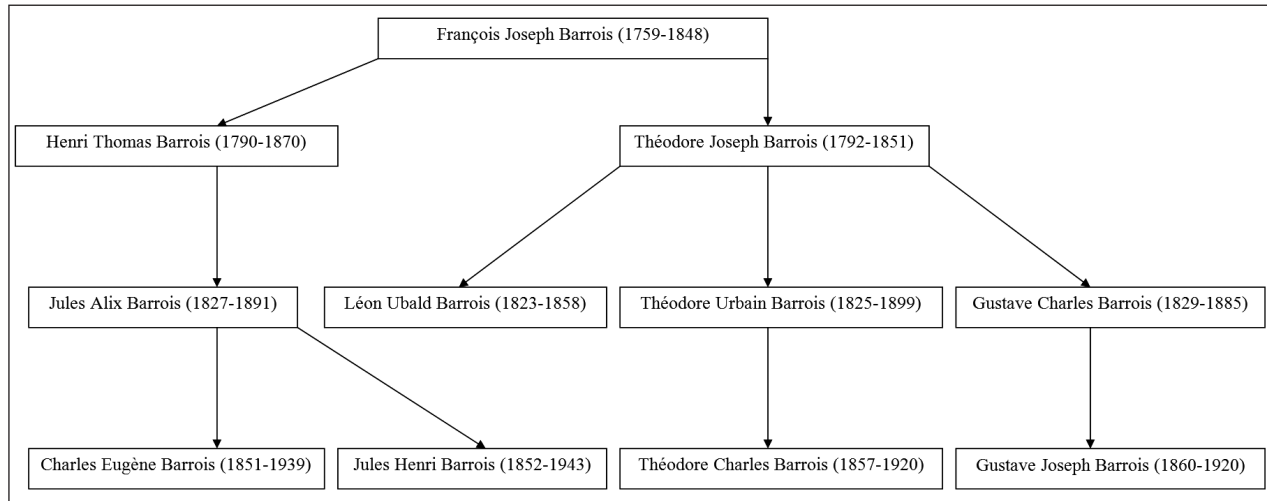 François Joseph Barrois (1759-1848)
Henri Thomas Barrois (1790-1870)
Théodore Joseph Barrois (1792-1851)
Jules Alix Barrois (1827-1891)
Léon Ubald Barrois (1823-1858)
Théodore Urbain Barrois (1825-1899)
Gustave Charles Barrois (1829-1885)
Charles Eugène Barrois (1851-1939)
Jules Henri Barrois (1852-1943)
Théodore Charles Barrois (1857-1920)
Gustave Joseph Barrois (1860-1920)